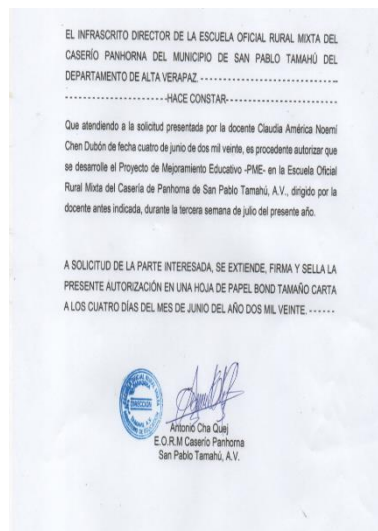 EL INFRASCRITO DIRECTOR DE LA ESCUELA OFICIAL RURAL MIXTA DEL
CASERÍO PANHORNA DEL MUNICIPIO DE SAN PABLO TAMAHÚ DEL
DEPARTAMENTO DE ALTA VERAPAZ. - - - - - - - - - - - - - - - - - - - - - - - - - - - - -
- - - - - - - - - - - - - - - - - - - - -HACE CONSTAR- - - - - - - - - - - - - - - - - - - - - - -
Que atendiendo a la solicitud presentada por la docente Claudia América Noemí
Chen Dubón de fecha cuatro de junio de dos mil veinte, es procedente autorizar que
se desarrolle el Proyecto de Mejoramiento Educativo -PME- en la Escuela Oficial
Rural Mixta del Casería de Panhorna de San Pablo Tamahú, A.V., dirigido por la
docente antes indicada, durante la tercera semana de julio del presente año.
A SOLICITUD DE LA PARTE INTERESADA, SE EXTIENDE, FIRMA Y SELLA LA
PRESENTE AUTORIZACIÓN EN UNA HOJA DE PAPEL BOND TAMAÑO CARTA
A LOS CUATRO DÍAS DEL MES DE JUNIO DEL AÑO DOS MIL VEINTE. - - - - - -
DIRECCION
Antonio Cha Quej
E.O.R.M Caserío Panhorna
San Pablo Tamahú, A.V.